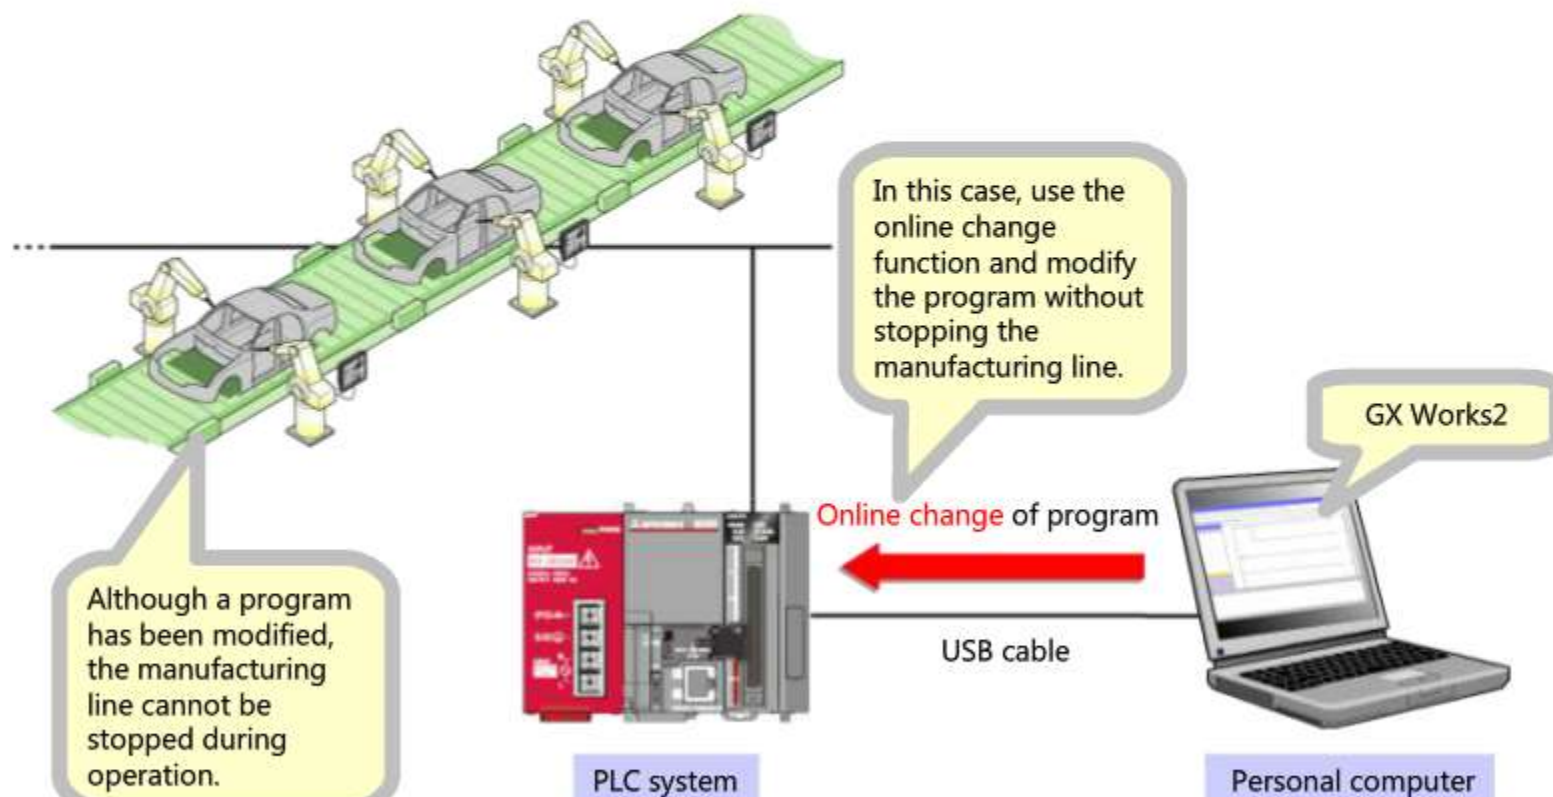 In this case, use the
online change
function and modify
the program without
stopping the
manufacturing line.
GX Works2
Online change of program
Although a program
has been modified,
the manufacturing
line cannot be
stopped during
operation.
USB cable
PLC system
Personal computer